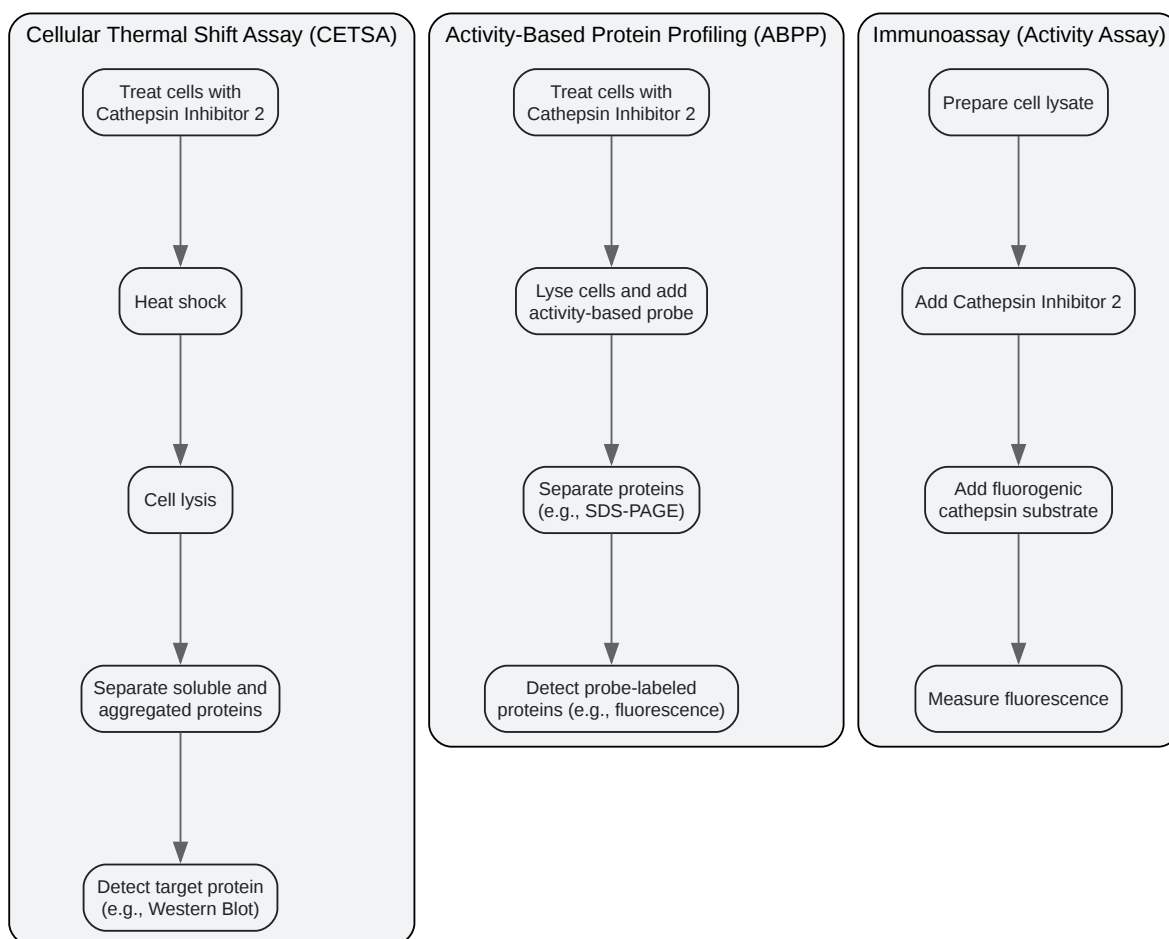 Cellular Thermal Shift Assay (CETSA)
Treat cells with
Cathepsin Inhibitor 2
Heat shock
Cell lysis
Separate soluble and
aggregated proteins
Detect target protein
(e.g., Western Blot)
Activity-Based Protein Profiling (ABPP)
Treat cells with
Cathepsin Inhibitor 2
Lyse cells and add
activity-based probe
Separate proteins
(e.g., SDS-PAGE)
Detect probe-labeled
proteins (e.g., fluorescence)
Immunoassay (Activity Assay)
Prepare cell lysate
Add Cathepsin Inhibitor 2
Add fluorogenic
cathepsin substrate
Measure fluorescence